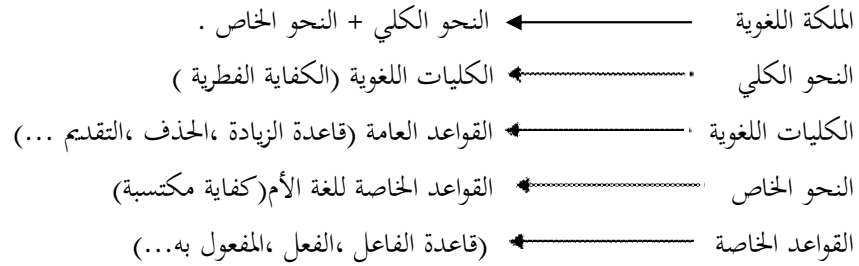 الملكة اللغوية ← النحو الكلي + النحو الخاص .
النحو الكلي ← الكليات اللغوية (الكفاية الفطرية )
الكليات اللغوية ← القواعد العامة (قاعدة الزيادة ،الحذف ،التقديم ...)
النحو الخاص ← القواعد الخاصة للغة الأم(كفاية مكتسبة)
القواعد الخاصة ← (قاعدة الفاعل ،الفعل ،المفعول به...)